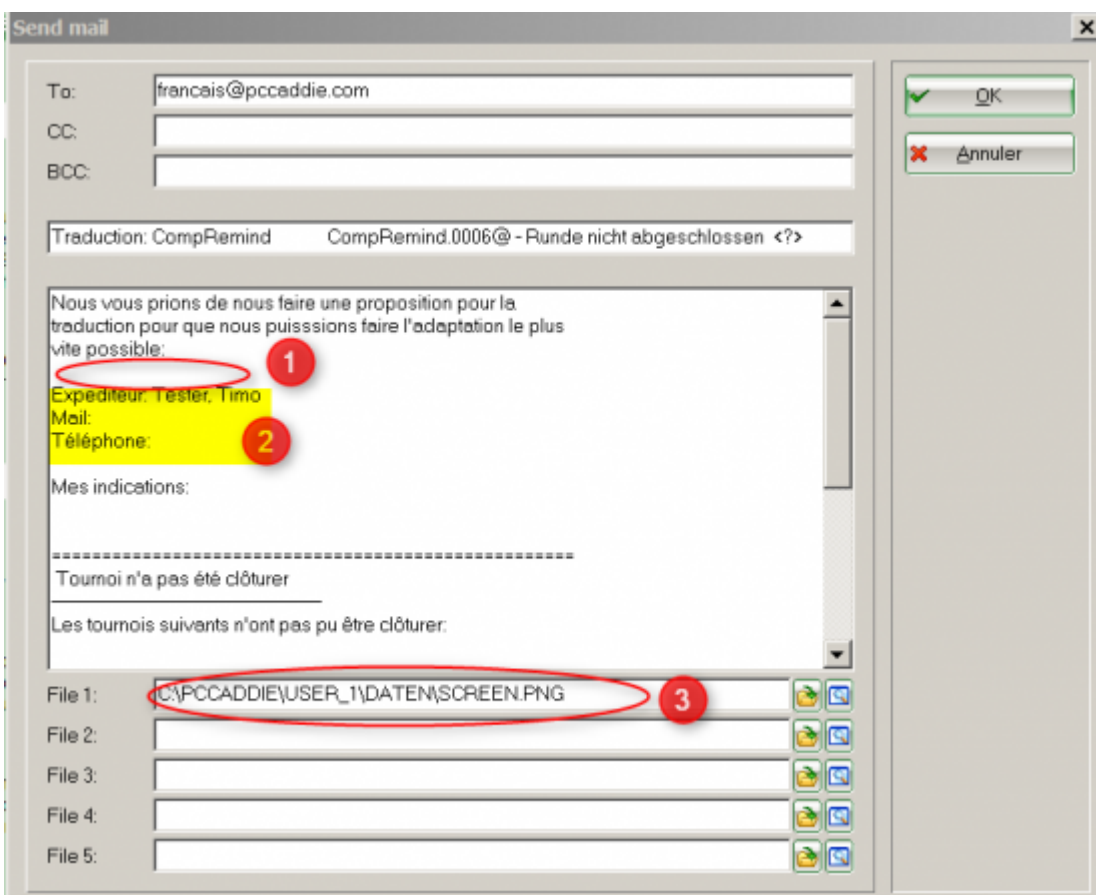 Send mail
To: francais@pccaddie.com
OK
CC:
Annuler
BCC:
Traduction: CompRemind CompRemind.0006@ - Runde nicht abgeschlossen <?>
Nous vous prions de nous faire une proposition pour la
traduction pour que nous puisssions faire l'adaptation le plus
vite possible:
1
Expediteur: Tester, Timo
Mail:
Téléphone:
2
Mes indications:
====================================================
Tournoi n'a pas été clôturer
Les tournois suivants n'ont pas pu être clôturer:
File 1: C:\PCCADDIE\USER_1\DATEN\SCREEN.PNG
3
File 2:
File 3:
File 4:
File 5: